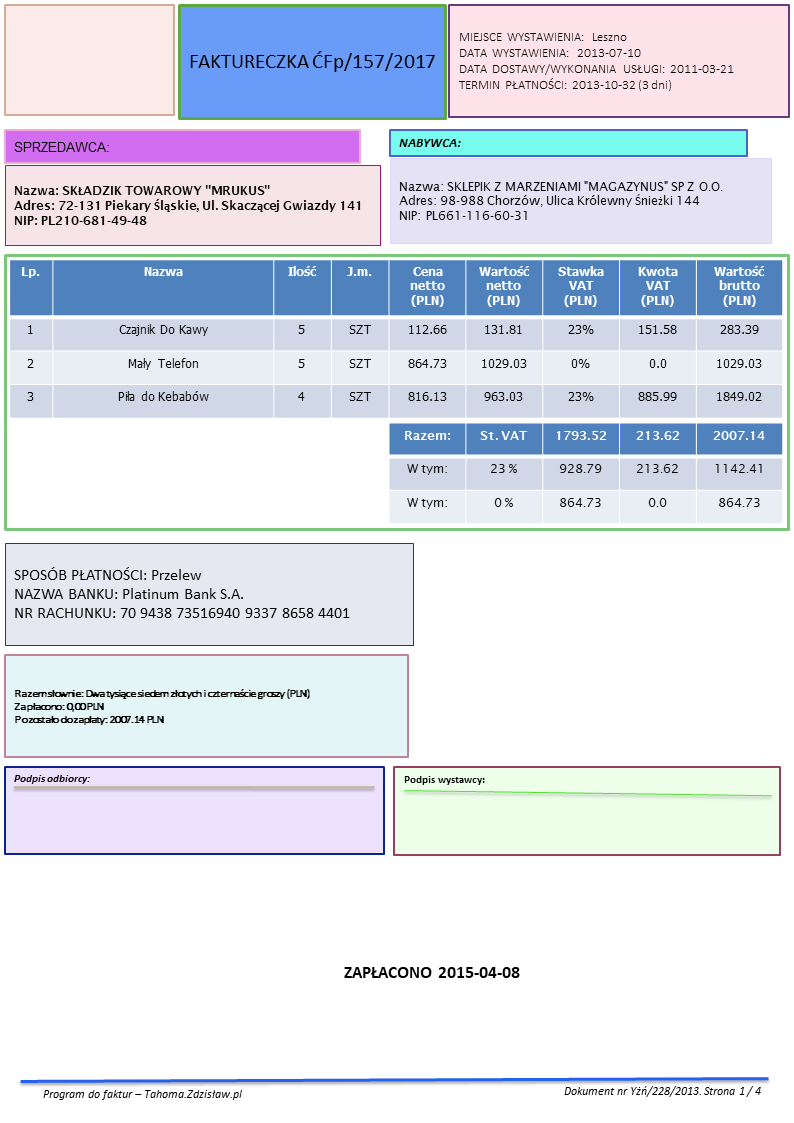 FAKTURECZKA ĆFp/157/2017
MIEJSCE WYSTAWIENIA: Leszno
DATA WYSTAWIENIA: 2013-07-10
DATA DOSTAWY/WYKONANIA USŁUGI: 2011-03-21
TERMIN PŁATNOŚCI: 2013-10-32 (3 dni)
SPRZEDAWCA:
Nazwa: SKŁADZIK TOWAROWY "MRUKUS"
Adres: 72-131 Piekary Śląskie, Ul. Skaczącej Gwiazdy 141
NIP: PL210-681-49-48
NABYWCA:
Nazwa: SKLEPIK Z MARZENIAMI "MAGAZYNUS" SP Z O.O.
Adres: 98-988 Chorzów, Ulica Królewny Śnieżki 144
NIP: PL661-116-60-31
Lp. Nazwa Ilość J.m. Cena netto (PLN) Wartość netto (PLN) Stawka VAT (PLN) Kwota VAT (PLN) Wartość brutto (PLN)
1 Czajnik Do Kawy 5 SZT 112.66 131.81 23% 151.58 283.39
2 Mały Telefon 5 SZT 864.73 1029.03 0% 0.0 1029.03
3 Piła do Kebabów 4 SZT 816.13 963.03 23% 885.99 1849.02
Razem: St. VAT 1793.52 213.62 2007.14
W tym: 23 % 928.79 213.62 1142.41
W tym: 0 % 864.73 0.0 864.73
SPOSÓB PŁATNOŚCI: Przelew
NAZWA BANKU: Platinum Bank S.A.
NR RACHUNKU: 70 9438 73516940 9337 8658 4401
Razem słownie: Dwa tysiące siedem złotych i czternaście groszy (PLN)
Zapłacono: 0,00 PLN
Pozostało do zapłaty: 2007.14 PLN
Podpis odbiorcy:
Podpis wystawcy:
ZAPŁACONO 2015-04-08
Program do faktur – Tahoma.Zdzisław.pl
Dokument nr Yżń/228/2013. Strona 1 / 4